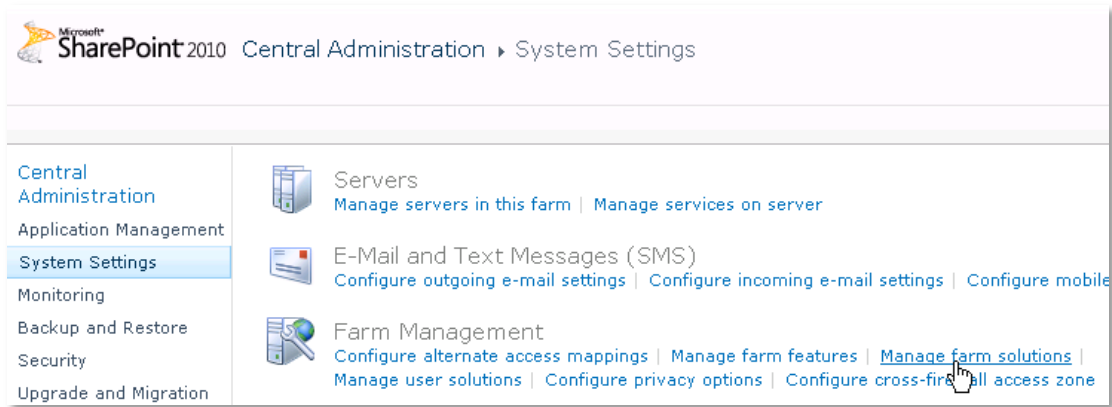 Microsoft®
SharePoint 2010 Central Administration ▸ System Settings
Central
Administration
Application Management
System Settings
Monitoring
Backup and Restore
Security
Upgrade and Migration
Servers
Manage servers in this farm | Manage services on server
E-Mail and Text Messages (SMS)
Configure outgoing e-mail settings | Configure incoming e-mail settings | Configure mobile
Farm Management
Configure alternate access mappings | Manage farm features | Manage farm solutions |
Manage user solutions | Configure privacy options | Configure cross-firewall access zone